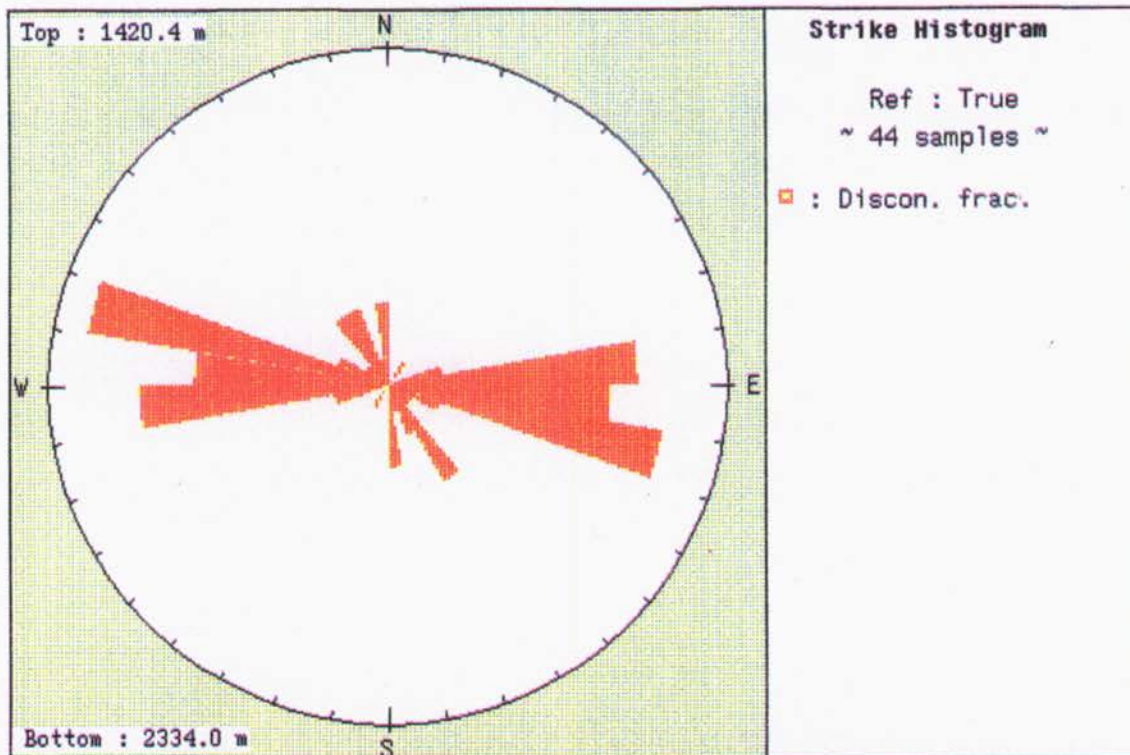 Top : 1420.4 m
N
W
E
S
Bottom : 2334.0 m
Strike Histogram
Ref : True
~ 44 samples ~
: Discon. frac.